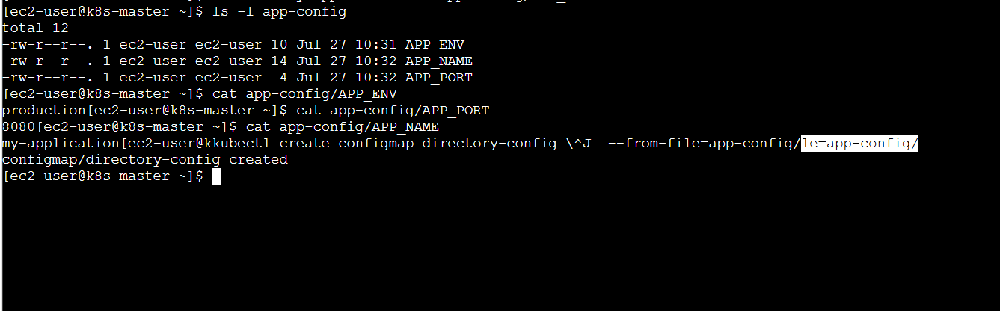 [ec2-user@k8s-master ~]$ ls -l app-config
total 12
-rw-r--r--. 1 ec2-user ec2-user 10 Jul 27 10:31 APP_ENV
-rw-r--r--. 1 ec2-user ec2-user 14 Jul 27 10:32 APP_NAME
-rw-r--r--. 1 ec2-user ec2-user  4 Jul 27 10:32 APP_PORT
[ec2-user@k8s-master ~]$ cat app-config/APP_ENV
production[ec2-user@k8s-master ~]$ cat app-config/APP_PORT
8080[ec2-user@k8s-master ~]$ cat app-config/APP_NAME
my-application[ec2-user@kkubectl create configmap directory-config \^J  --from-file=app-config/le=app-config/
configmap/directory-config created
[ec2-user@k8s-master ~]$